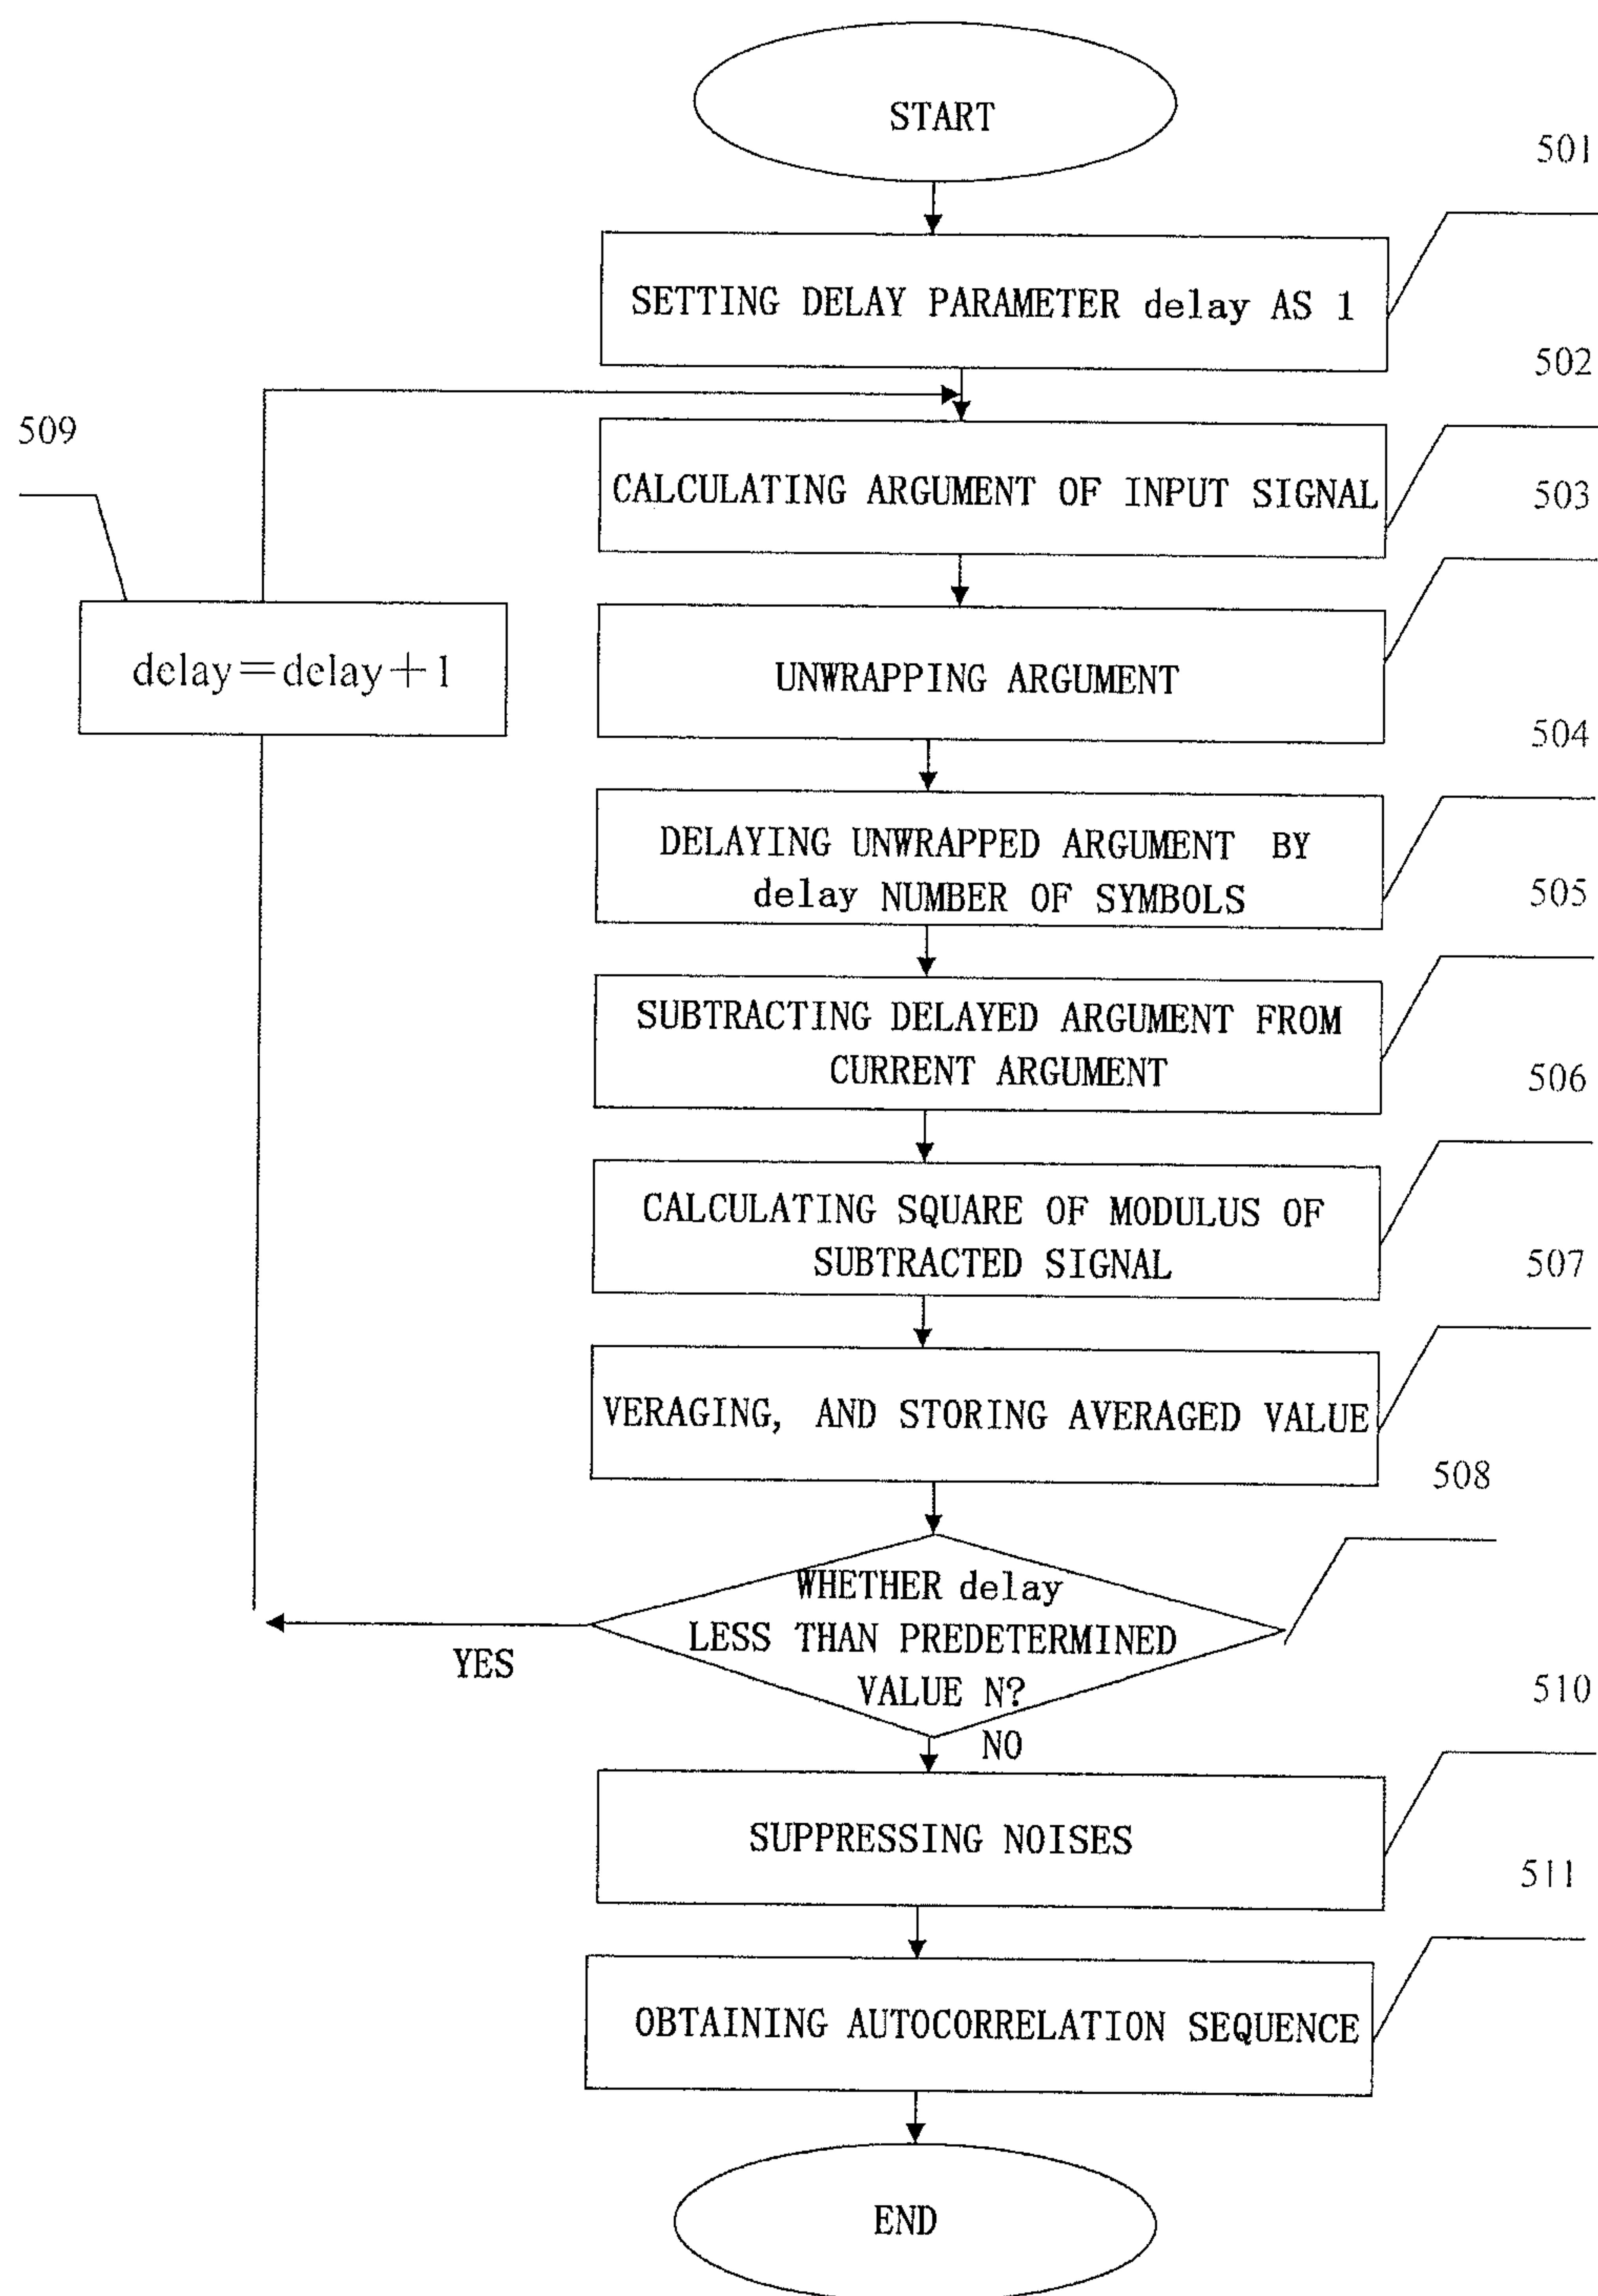 START
501
SETTING DELAY PARAMETER delay AS 1
502
509
CALCULATING ARGUMENT OF INPUT SIGNAL
503
delay=delay+1
UNWRAPPING ARGUMENT
504
DELAYING UNWRAPPED ARGUMENT BY
delay NUMBER OF SYMBOLS
505
SUBTRACTING DELAYED ARGUMENT FROM
CURRENT ARGUMENT
506
CALCULATING SQUARE OF MODULUS OF
SUBTRACTED SIGNAL
507
VERAGING, AND STORING AVERAGED VALUE
508
WHETHER delay
LESS THAN PREDETERMINED
VALUE N?
YES
510
NO
SUPPRESSING NOISES
511
OBTAINING AUTOCORRELATION SEQUENCE
END